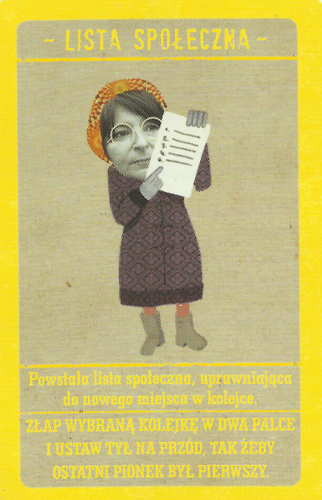 ~ LISTA SPOŁECZNA ~
Powstała lista społeczna, uprawniająca
do nowego miejsca w kolejce.
ZŁAP WYBRANĄ KOLEJKĘ W DWA PALCE
I USTAW TYŁ NA PRZÓD, TAK ŻEBY
OSTATNI PIONEK BYŁ PIERWSZY.